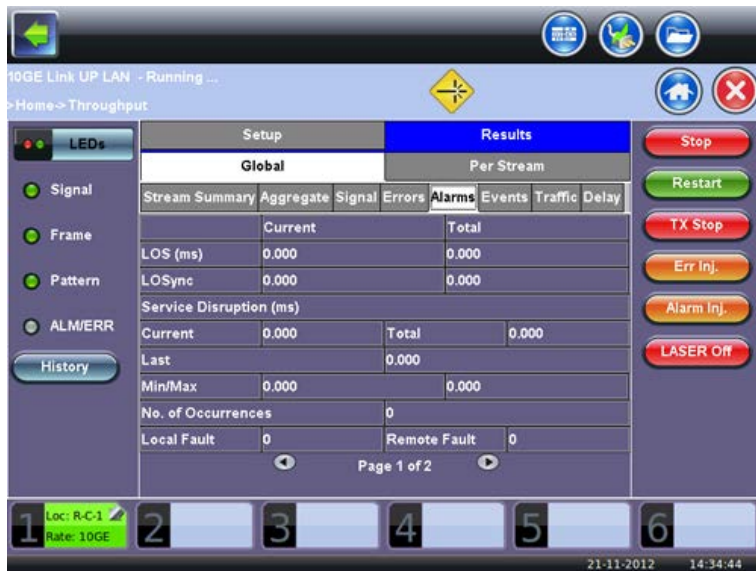 10GE Link UP LAN - Running ...
>Home->Throughput
LEDs
Signal
Frame
Pattern
ALM/ERR
History
Setup Results
Global Per Stream
Stream Summary Aggregate Signal Errors Alarms Events Traffic Delay
Current Total
LOS (ms) 0.000 0.000
LOSync 0.000 0.000
Service Disruption (ms)
Current 0.000 Total 0.000
Last 0.000
Min/Max 0.000 0.000
No. of Occurrences 0
Local Fault 0 Remote Fault 0
Page 1 of 2
Stop
Restart
TX Stop
Err Inj.
Alarm Inj.
LASER Off
1 Loc: R-C-1
Rate: 10GE
2 3 4 5 6
21-11-2012 14:34:44